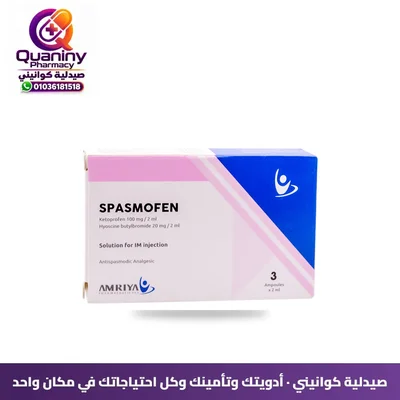 Quaniny
Pharmacy
صيدلية كوانيني
01036181518
SPASMOFEN
Ketoprofen 100 mg / 2 ml
Hyoscine butylbromide 20 mg / 2 ml
Solution for IM injection
Antispasmodic Analgesic
3
Ampoules
x 2 ml
AMRIYA
صيدلية كوانيني - أدويتك وتأمينك وكل احتياجاتك في مكان واحد